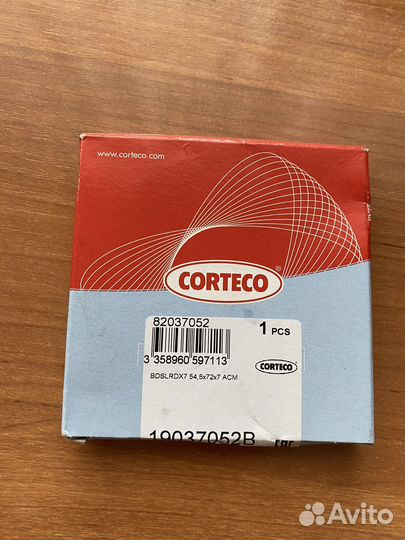 www.corteco.com
CORTECO
82037052
1 PCS
3 358960 597113
CORTECO
BDSLRDX7 54,5x72x7 ACM
19037052B
Avito